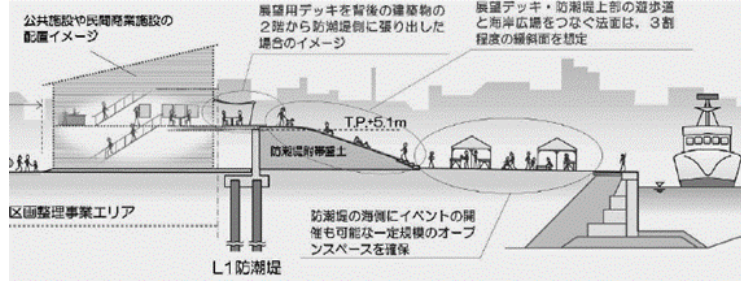 公共施設や民間商業施設の
配置イメージ
展望用デッキを背後の建築物の
２階から防潮堤側に張り出した
場合のイメージ
展望デッキ・防潮堤上部の遊歩道
と海岸広場をつなぐ法面は，３割
程度の緩斜面を想定
T.P.+5.1m
防潮堤附帯盛土
区画整理事業エリア
防潮堤の海側にイベントの開
催も可能な一定規模のオープ
ンスペースを確保
L1防潮堤